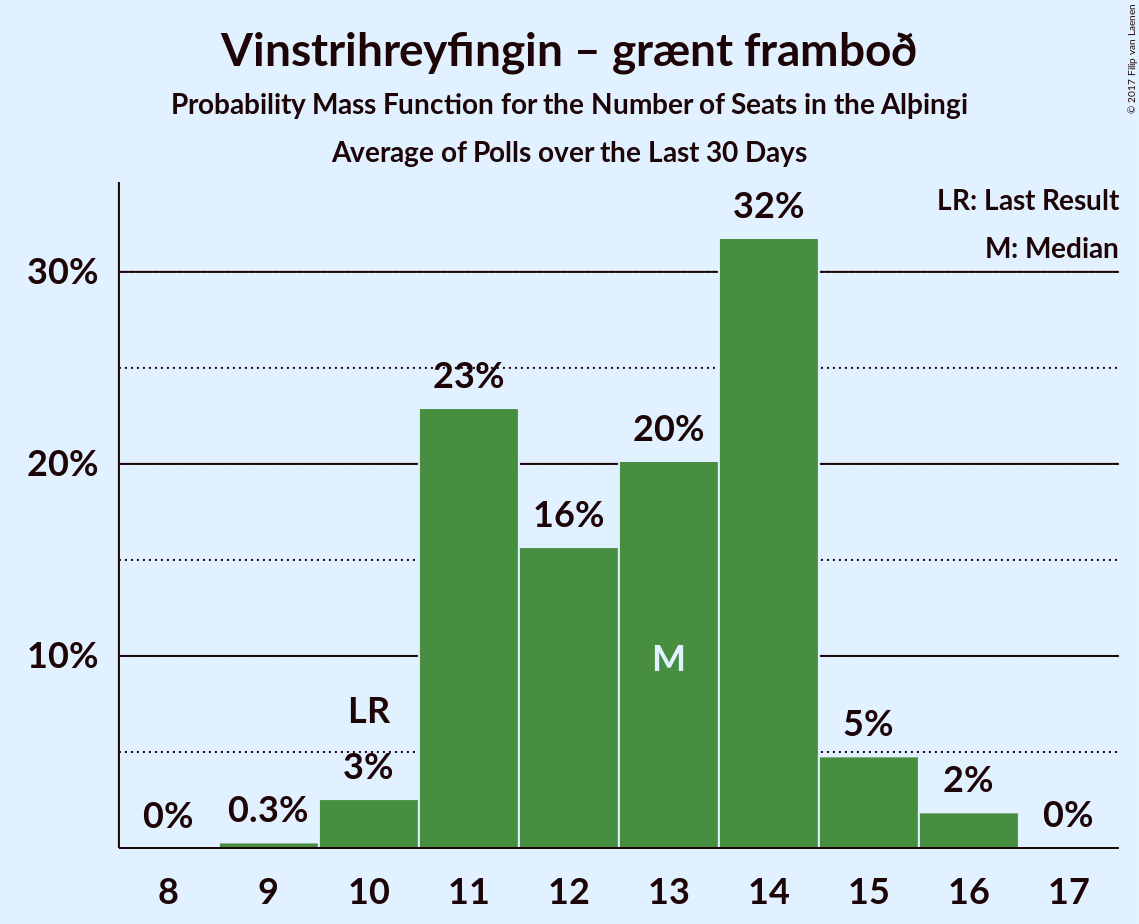 Vinstrihreyfingin – grænt framboð
Probability Mass Function for the Number of Seats in the Alþingi
Average of Polls over the Last 30 Days
© 2017 Filip van Laenen
LR: Last Result
M: Median
32%
30%
23%
20%
20%
16%
M
10%
LR
5%
3%
2%
0%
0.3%
0%
8 9 10 11 12 13 14 15 16 17